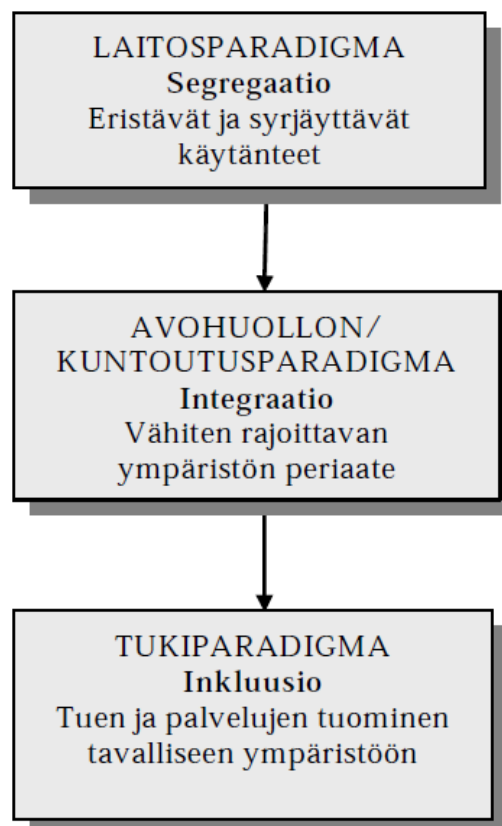 LAITOSPARADIGMA
Segregaatio
Eristävät ja syrjäyttävät
käytänteet
AVOHUOLLON/
KUNTOUTUSPARADIGMA
Integraatio
Vähiten rajoittavan
ympäristön periaate
TUKIPARADIGMA
Inkluusio
Tuen ja palvelujen tuominen
tavalliseen ympäristöön